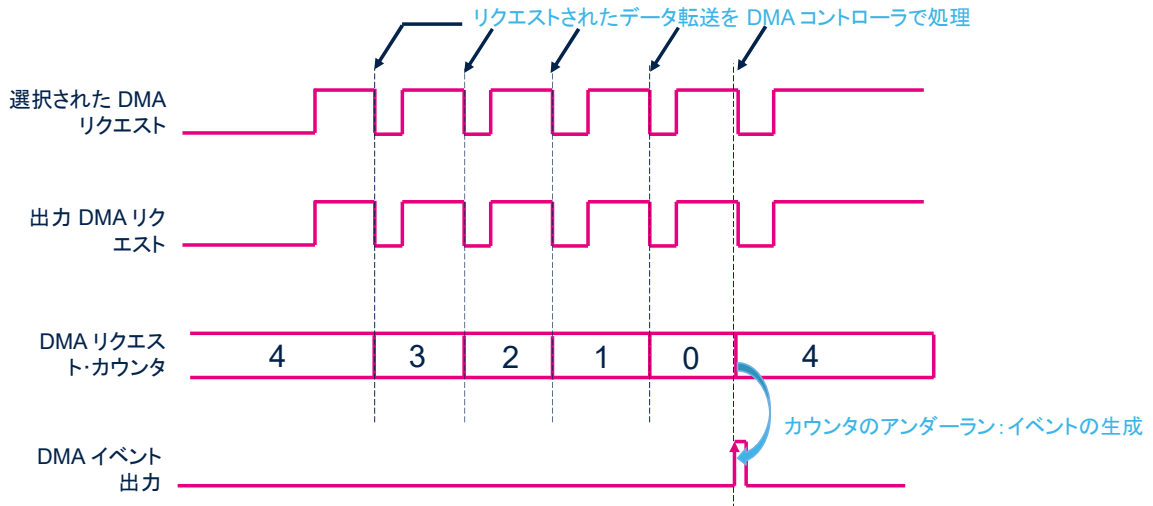 リクエストされたデータ転送を DMA コントローラで処理
選択された DMA
リクエスト
出力 DMA リク
エスト
DMA リクエス
ト・カウンタ
4 3 2 1 0 4
カウンタのアンダーラン：イベントの生成
DMA イベント
出力